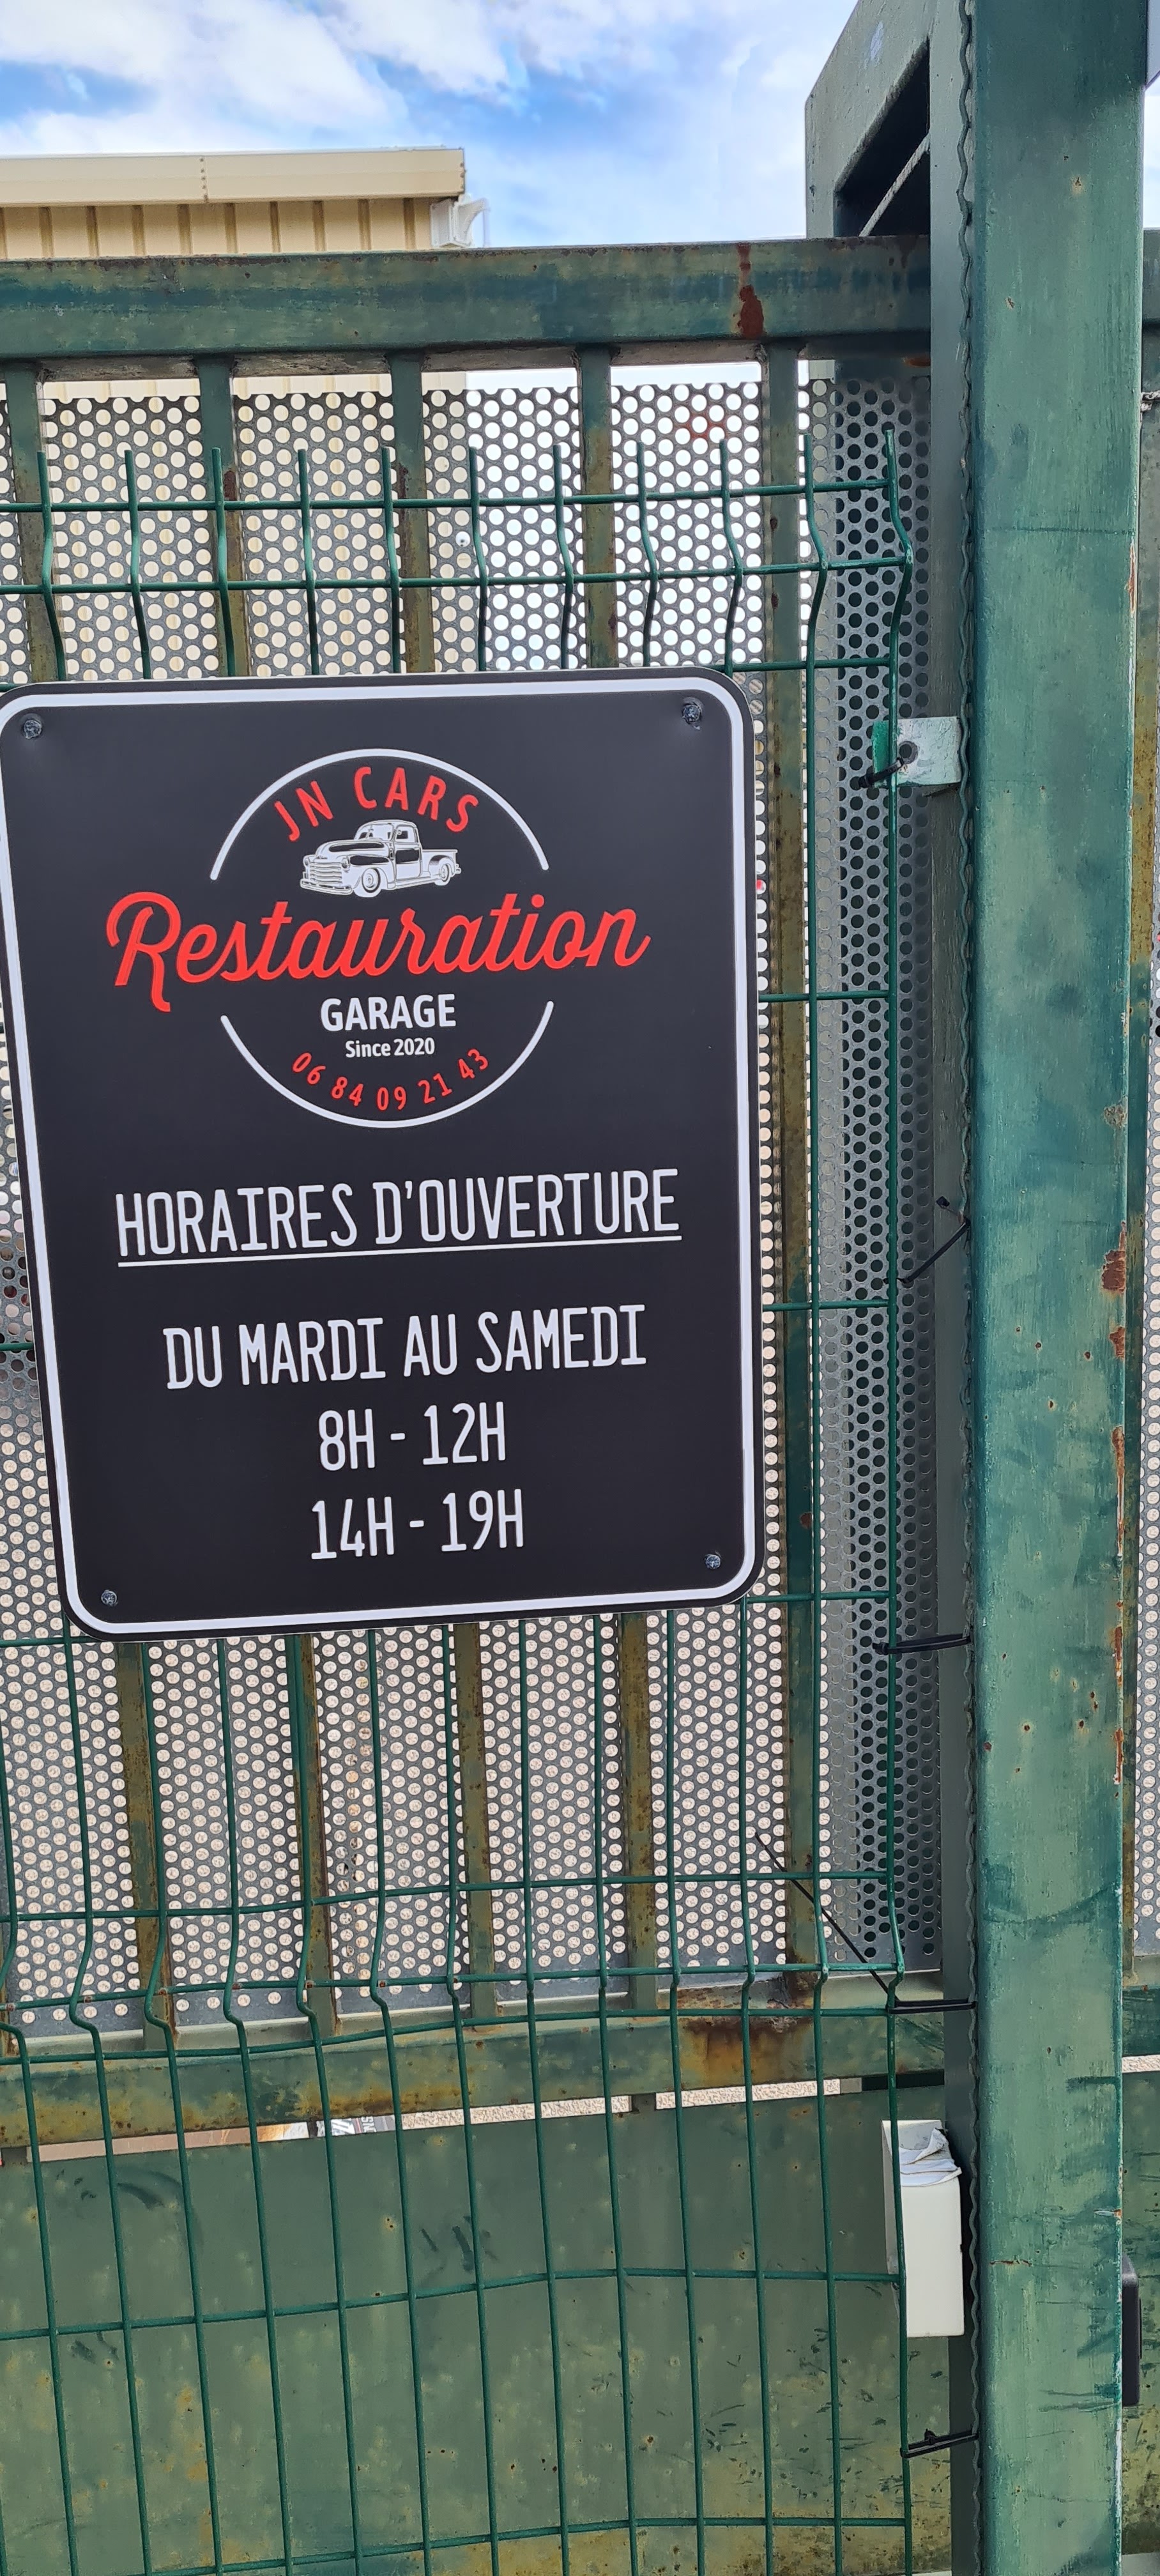 JN CARS
Restauration
GARAGE
Since 2020
06 84 09 21 43
HORAIRES D'OUVERTURE
DU MARDI AU SAMEDI
8H - 12H
14H - 19H